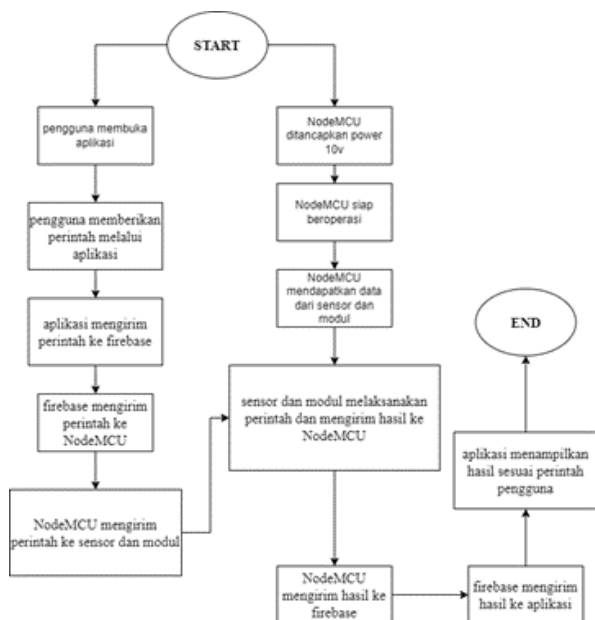 START
pengguna membuka
aplikasi
pengguna memberikan
perintah melalui
aplikasi
aplikasi mengirim
perintah ke firebase
firebase mengirim
perintah ke
NodeMCU
NodeMCU mengirim
perintah ke sensor dan modul
NodeMCU
ditancapkan power
10v
NodeMCU siap
beroperasi
NodeMCU
mendapatkan data
dari sensor dan
modul
sensor dan modul melaksanakan
perintah dan mengirim hasil ke
NodeMCU
NodeMCU
mengirim hasil ke
firebase
firebase mengirim
hasil ke aplikasi
aplikasi menampilkan
hasil sesuai perintah
pengguna
END